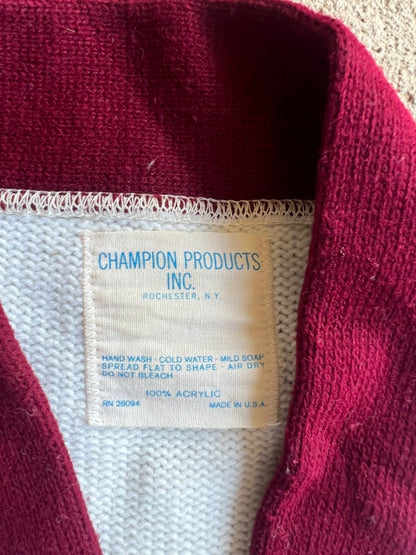 CHAMPION PRODUCTS
INC.
ROCHESTER, N.Y.
HAND WASH · COLD WATER · MILD SOAP
SPREAD FLAT TO SHAPE · AIR DRY
DO NOT BLEACH
100% ACRYLIC
RN 26094 MADE IN U.S.A.